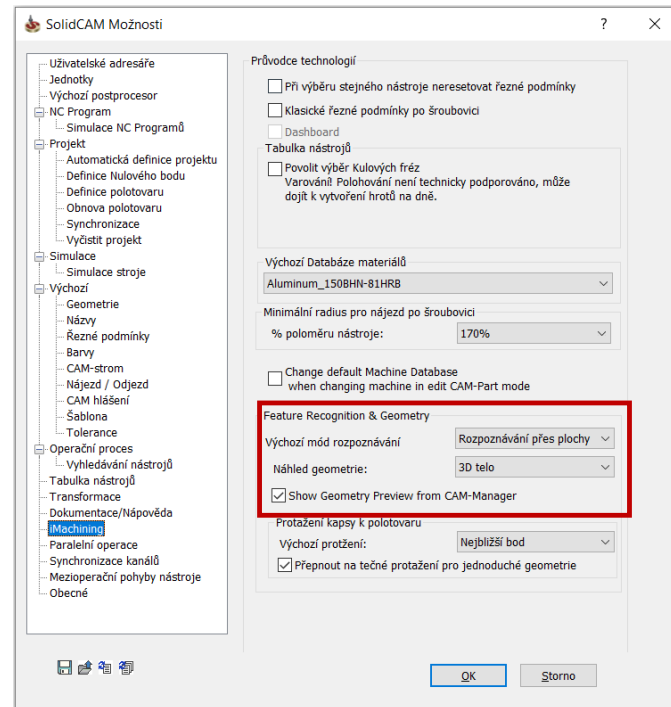 SolidCAM Možnosti
Uživatelské adresáře
Jednotky
Výchozí postprocesor
NC Program
Simulace NC Programů
Projekt
Automatická definice projektu
Definice Nulového bodu
Definice polotovaru
Obnova polotovaru
Synchronizace
Vyčistit projekt
Simulace
Simulace stroje
Výchozí
Geometrie
Názvy
Řezné podmínky
Barvy
CAM-strom
Nájezd / Odjezd
CAM hlášení
Šablona
Tolerance
Operační proces
Vyhledávání nástrojů
Tabulka nástrojů
Transformace
Dokumentace/Nápověda
iMachining
Paralelní operace
Synchronizace kanálů
Mezioperační pohyby nástroje
Obecné
Průvodce technologií
Při výběru stejného nástroje neresetovat řezné podmínky
Klasické řezné podmínky po šroubovici
Dashboard
Tabulka nástrojů
Povolit výběr Kulových fréz
Varování! Polohování není technicky podporováno, může
dojít k vytvoření hrotů na dně.
Výchozí Databáze materiálů
Aluminum_150BHN-81HRB
Minimální radius pro nájezd po šroubovici
% poloměru nástroje: 170%
Change default Machine Database
when changing machine in edit CAM-Part mode
Feature Recognition & Geometry
Výchozí mód rozpoznávání Rozpoznávání přes plochy
Náhled geometrie: 3D telo
Show Geometry Preview from CAM-Manager
Protažení kapsy k polotovaru
Výchozí protžení: Nejbližší bod
Přepnout na tečné protažení pro jednoduché geometrie
OK Storno